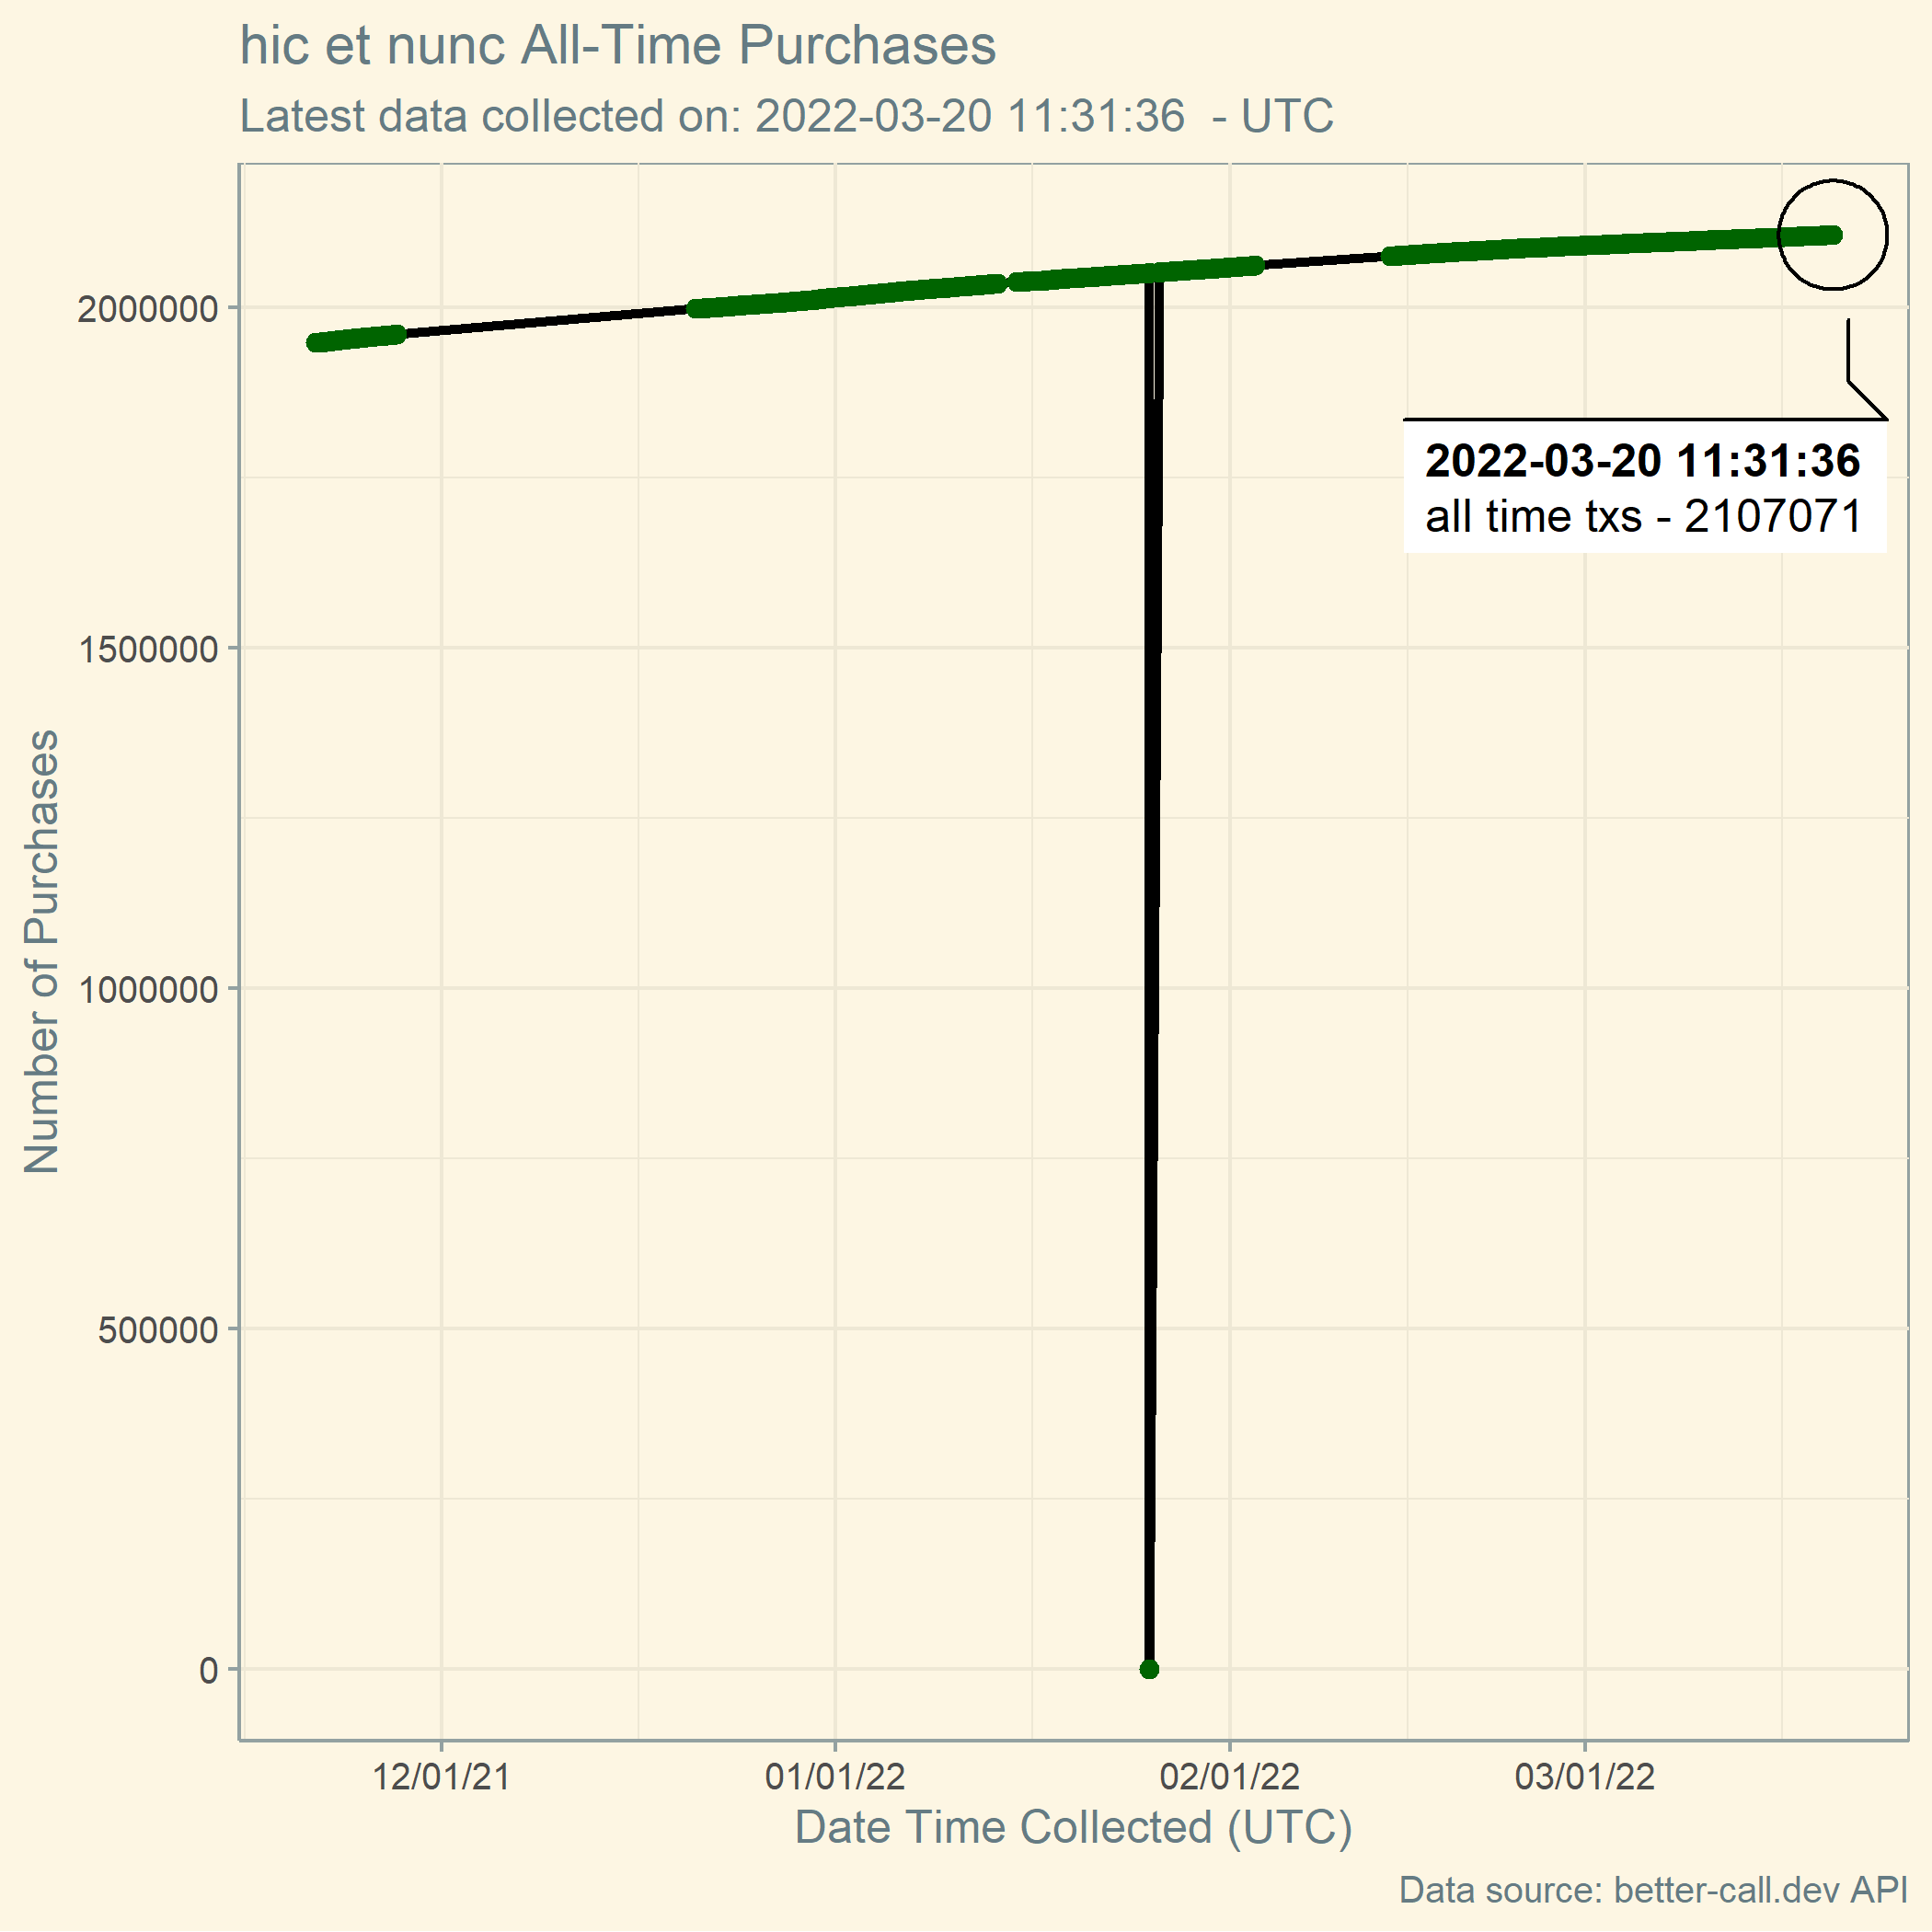 hic et nunc All-Time Purchases
Latest data collected on: 2022-03-20 11:31:36  - UTC
Number of Purchases
2000000
1500000
1000000
500000
0
2022-03-20 11:31:36
all time txs - 2107071
12/01/21
01/01/22
02/01/22
03/01/22
Date Time Collected (UTC)
Data source: better-call.dev API